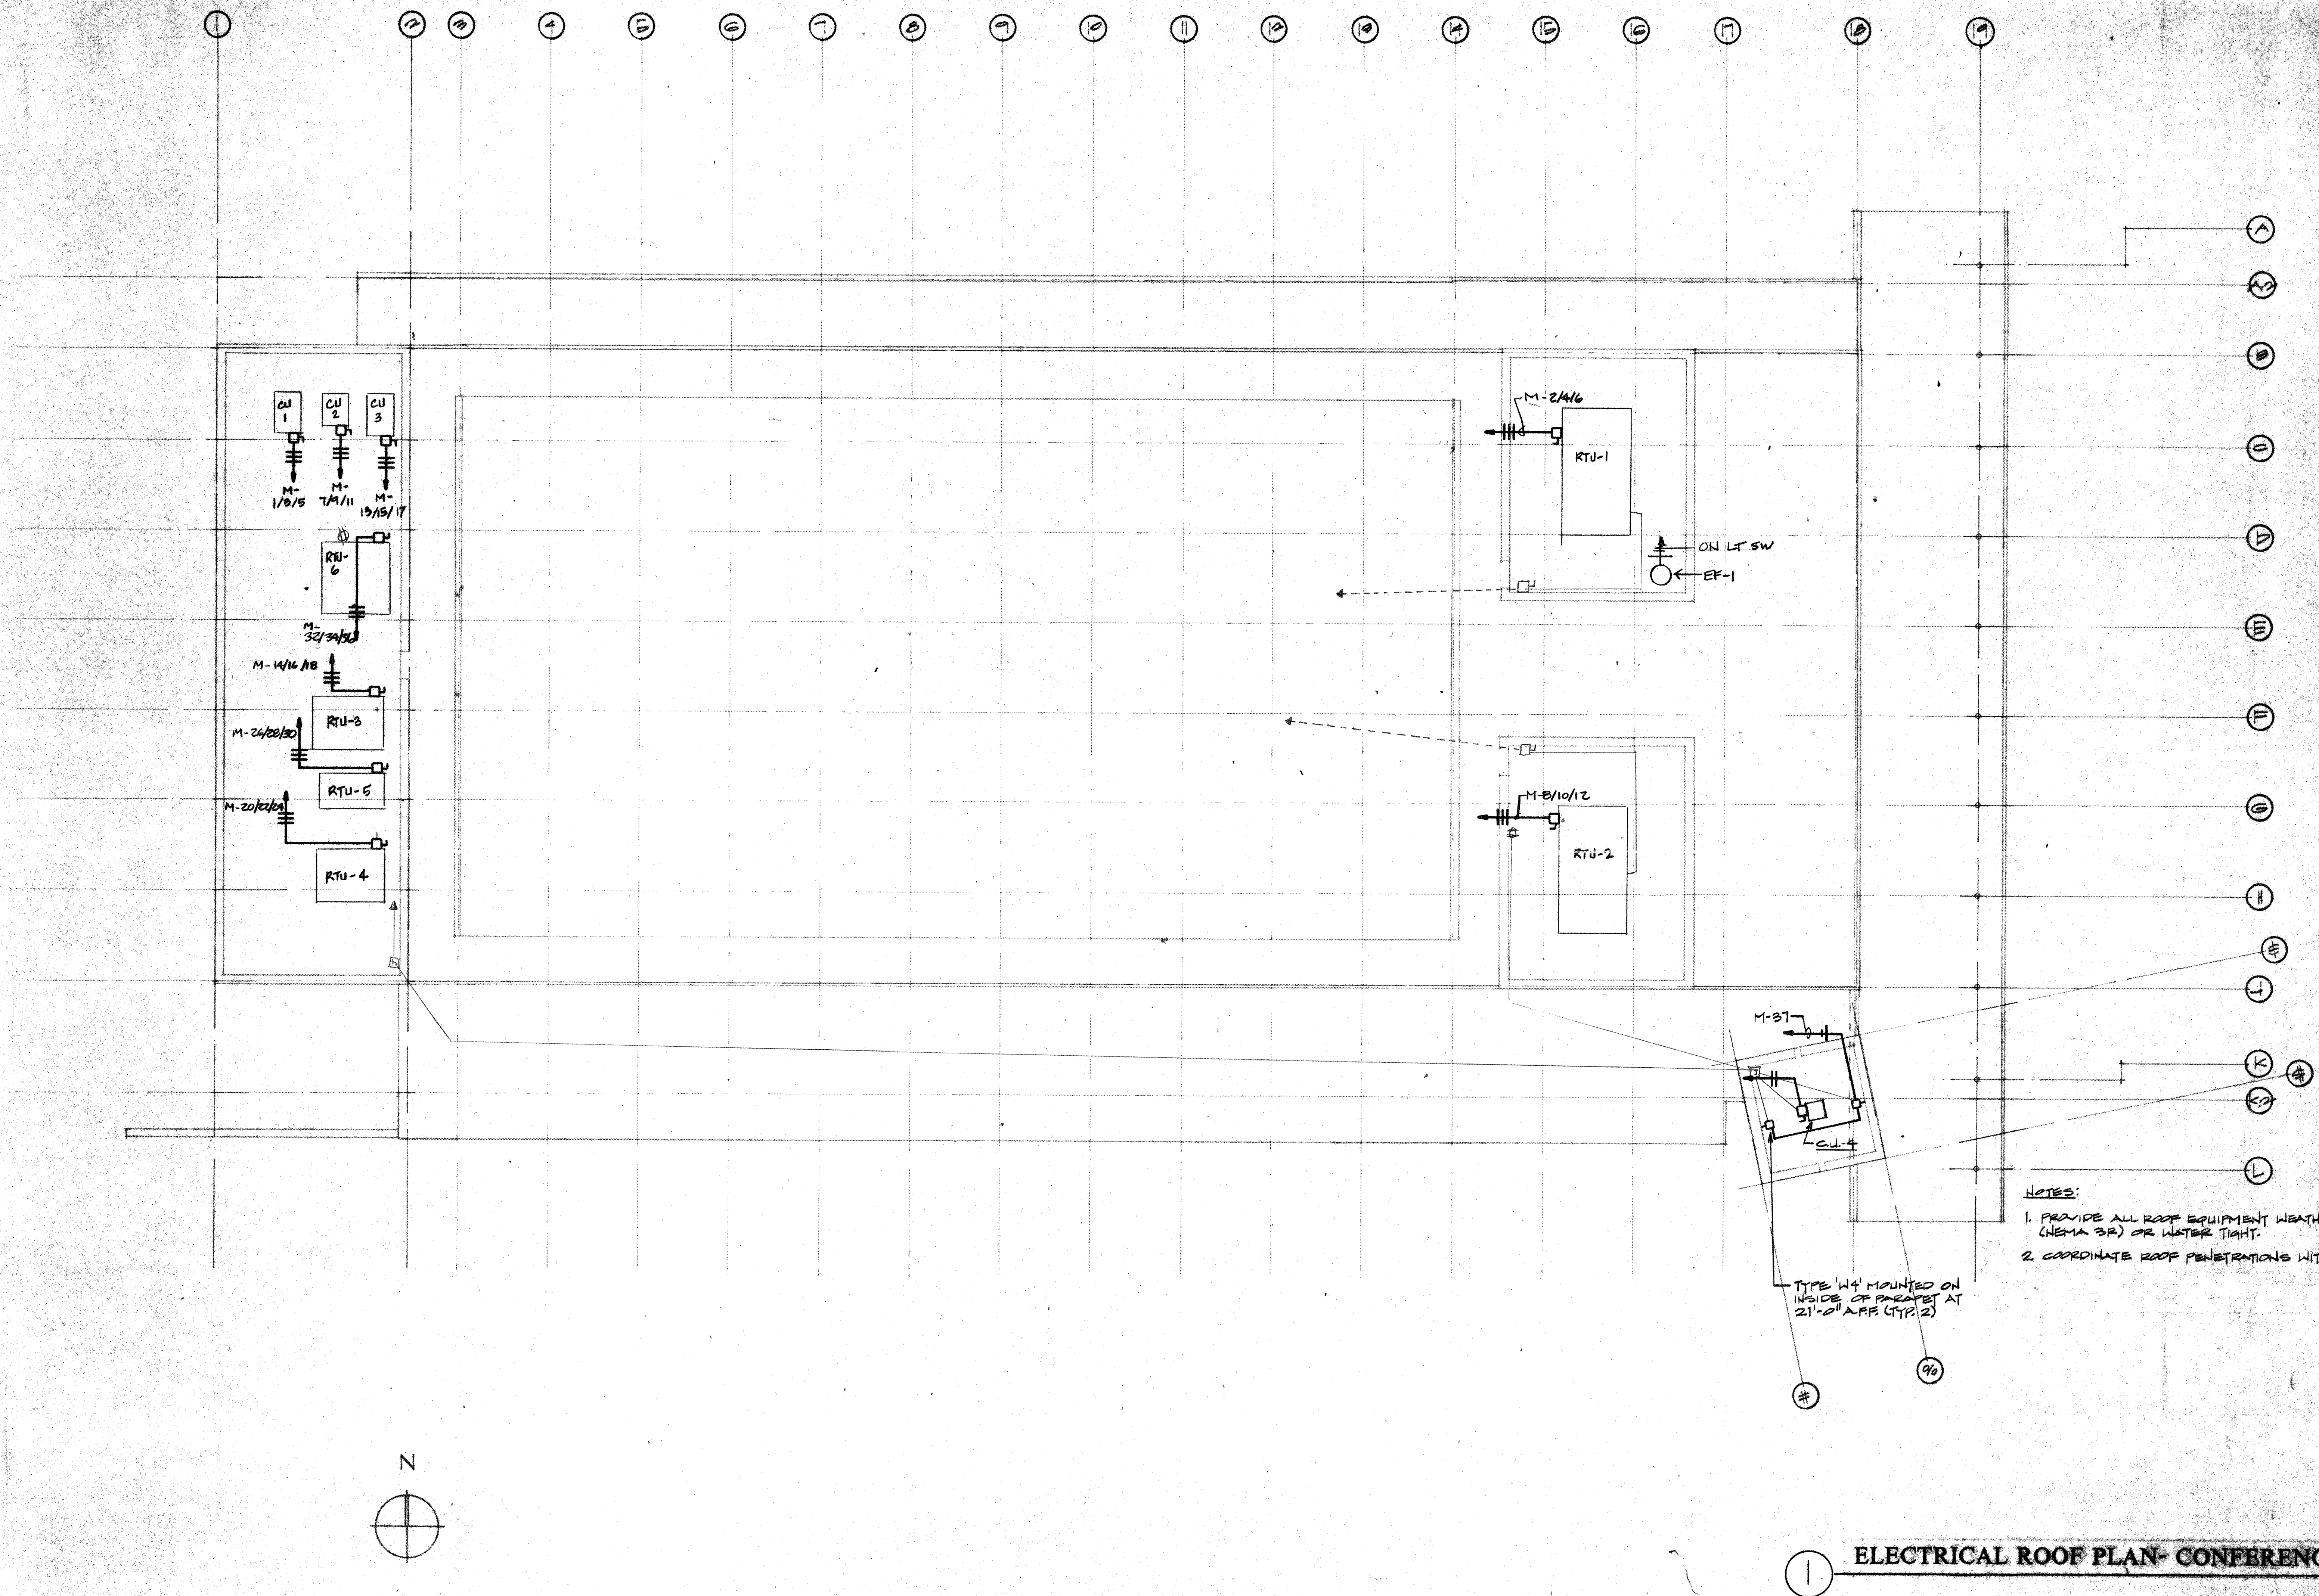 1 2 3 4 5 6 7 8 9 10 11 12 13 14 15 16 17 18 19
A
A.2
B
CU
1
CU
2
CU
3
M-2/4/6
C
RTU-1
M-
1/3/5
M-
7/9/11
M-
13/15/17
D
ON LT SW
RTU-
6
EF-1
M-
32/34/36
E
M-14/16/18
RTU-3
F
M-26/28/30
RTU-5
M-8/10/12
M-20/22/24
G
RTU-2
RTU-4
H
¢
J
M-37
K
K.2
C.U.-4
L
NOTES:
1. PROVIDE ALL ROOF EQUIPMENT WEATH
(NEMA 3R) OR WATER TIGHT.
2 COORDINATE ROOF PENETRATIONS WIT
TYPE 'W4' MOUNTED ON
INSIDE OF PARAPET AT
21'-0" A.F.F. (TYP. 2)
%
#
N
1
ELECTRICAL ROOF PLAN- CONFERENC